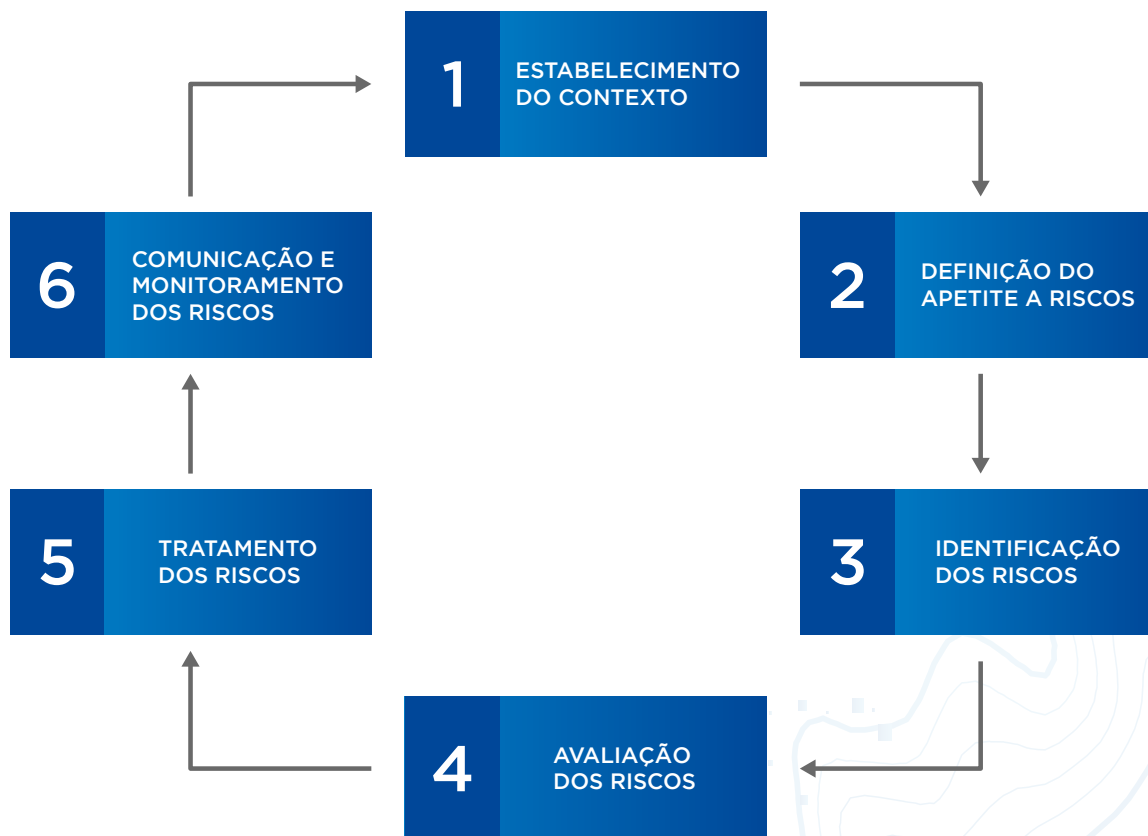 1
ESTABELECIMENTO
DO CONTEXTO
2
DEFINIÇÃO DO
APETITE A RISCOS
3
IDENTIFICAÇÃO
DOS RISCOS
4
AVALIAÇÃO
DOS RISCOS
5
TRATAMENTO
DOS RISCOS
6
COMUNICAÇÃO E
MONITORAMENTO
DOS RISCOS